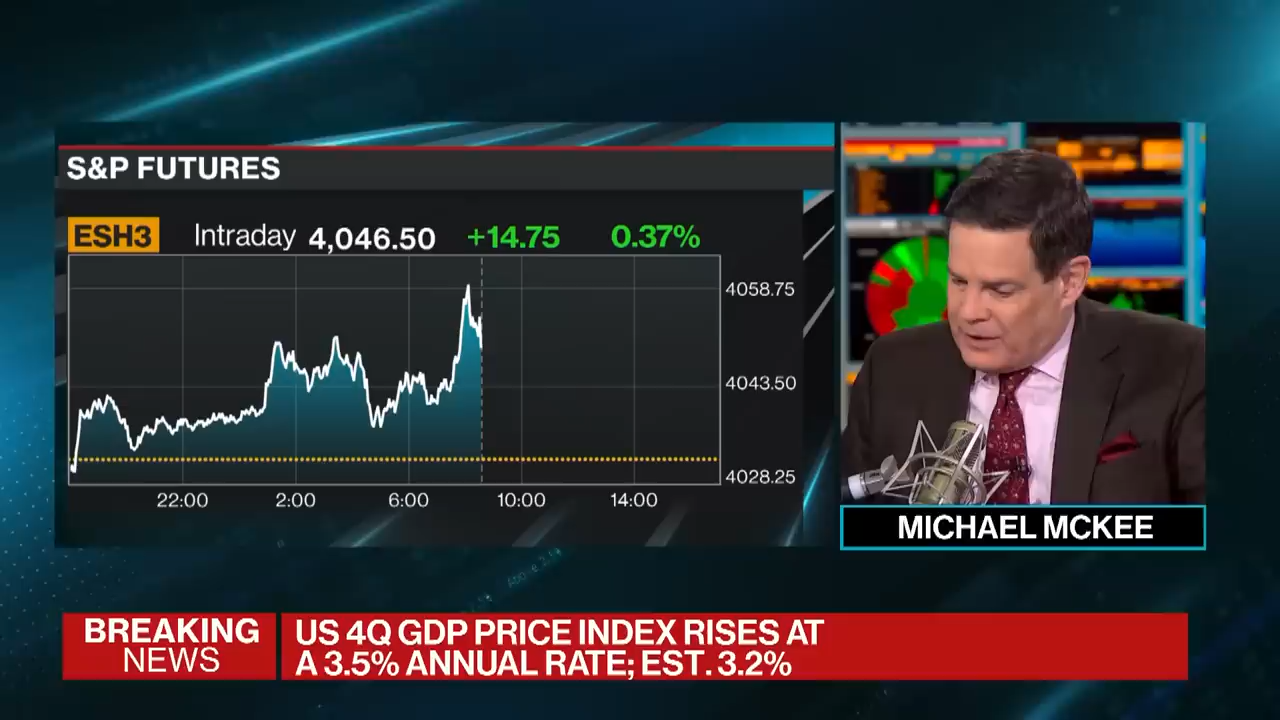 S&P FUTURES
ESH3 Intraday 4,046.50 +14.75 0.37%
4058.75
4043.50
4028.25
22:00 2:00 6:00 10:00 14:00
MICHAEL MCKEE
BREAKING NEWS
US 4Q GDP PRICE INDEX RISES AT
A 3.5% ANNUAL RATE; EST. 3.2%